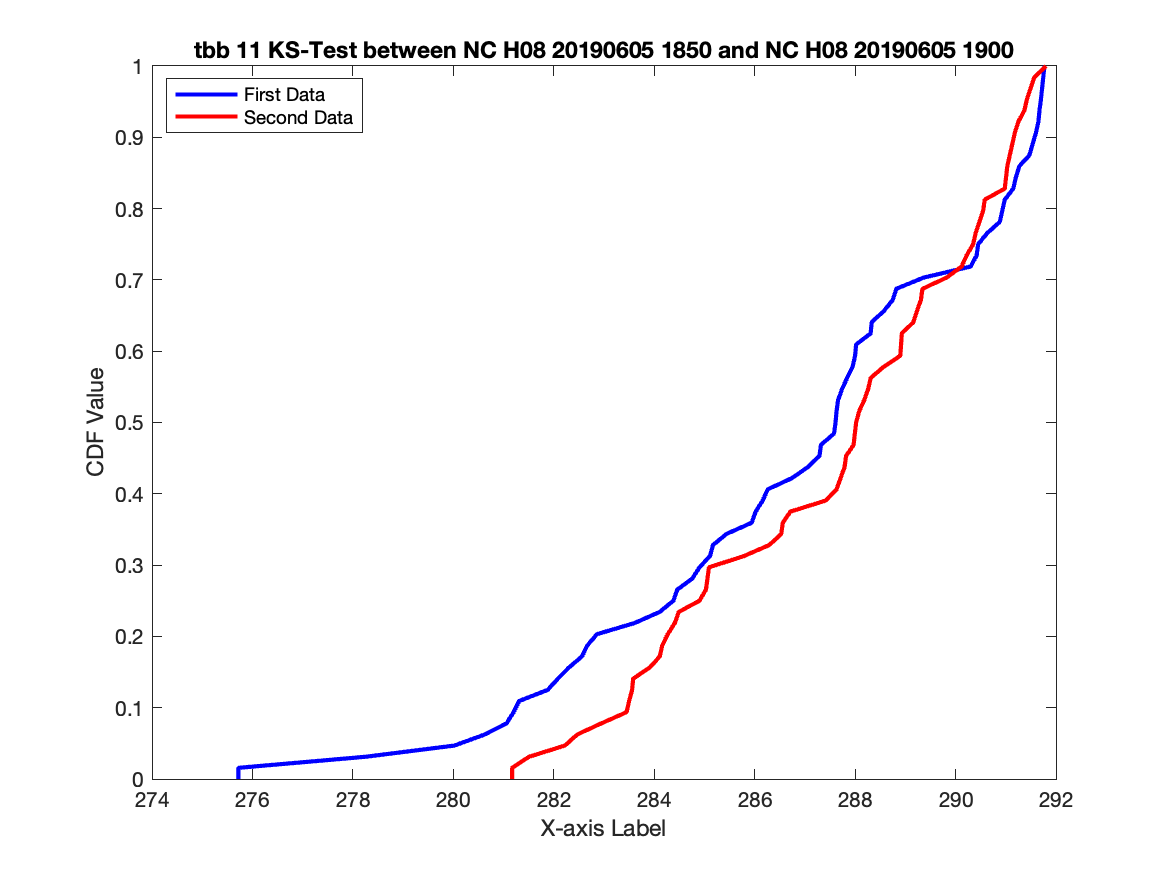 tbb 11 KS-Test between NC H08 20190605 1850 and NC H08 20190605 1900
First Data
Second Data
1
0.9
0.8
0.7
0.6
0.5
0.4
0.3
0.2
0.1
0
CDF Value
274 276 278 280 282 284 286 288 290 292
X-axis Label